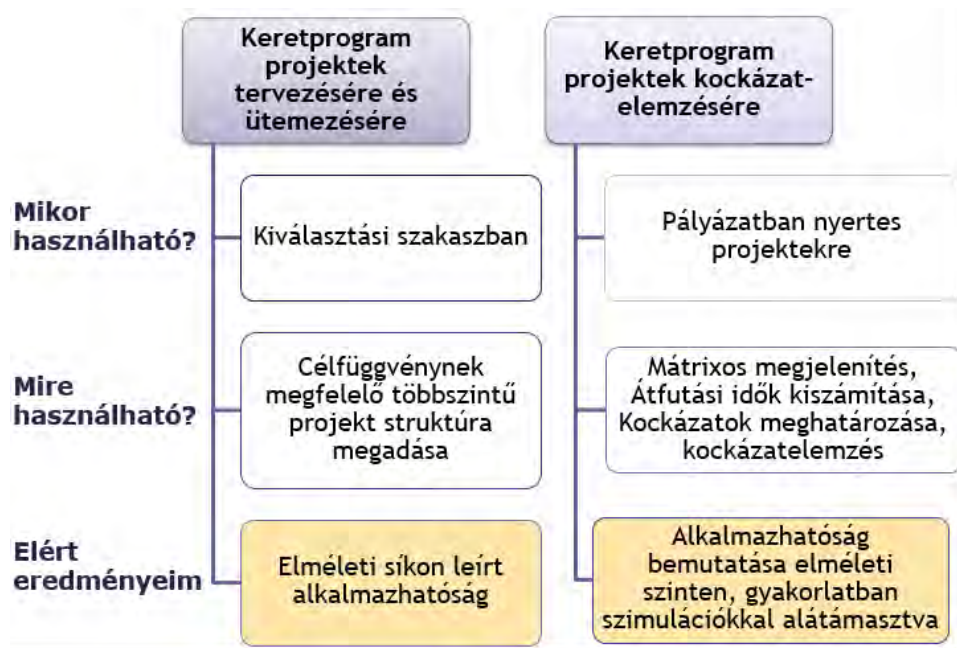 Keretprogram
projektek
tervezésére és
ütemezésére
Keretprogram
projektek kockázat-
elemzésére
Mikor
használható?
Kiválasztási szakaszban
Pályázatban nyertes
projektekre
Mire
használható?
Célfüggvénynek
megfelelő többszintű
projekt struktúra
megadása
Mátrixos megjelenítés,
Átfutási idők kiszámítása,
Kockázatok meghatározása,
kockázatelemzés
Elért
eredményeim
Elméleti síkon leírt
alkalmazhatóság
Alkalmazhatóság
bemutatása elméleti
szinten, gyakorlatban
szimulációkkal alátámasztva